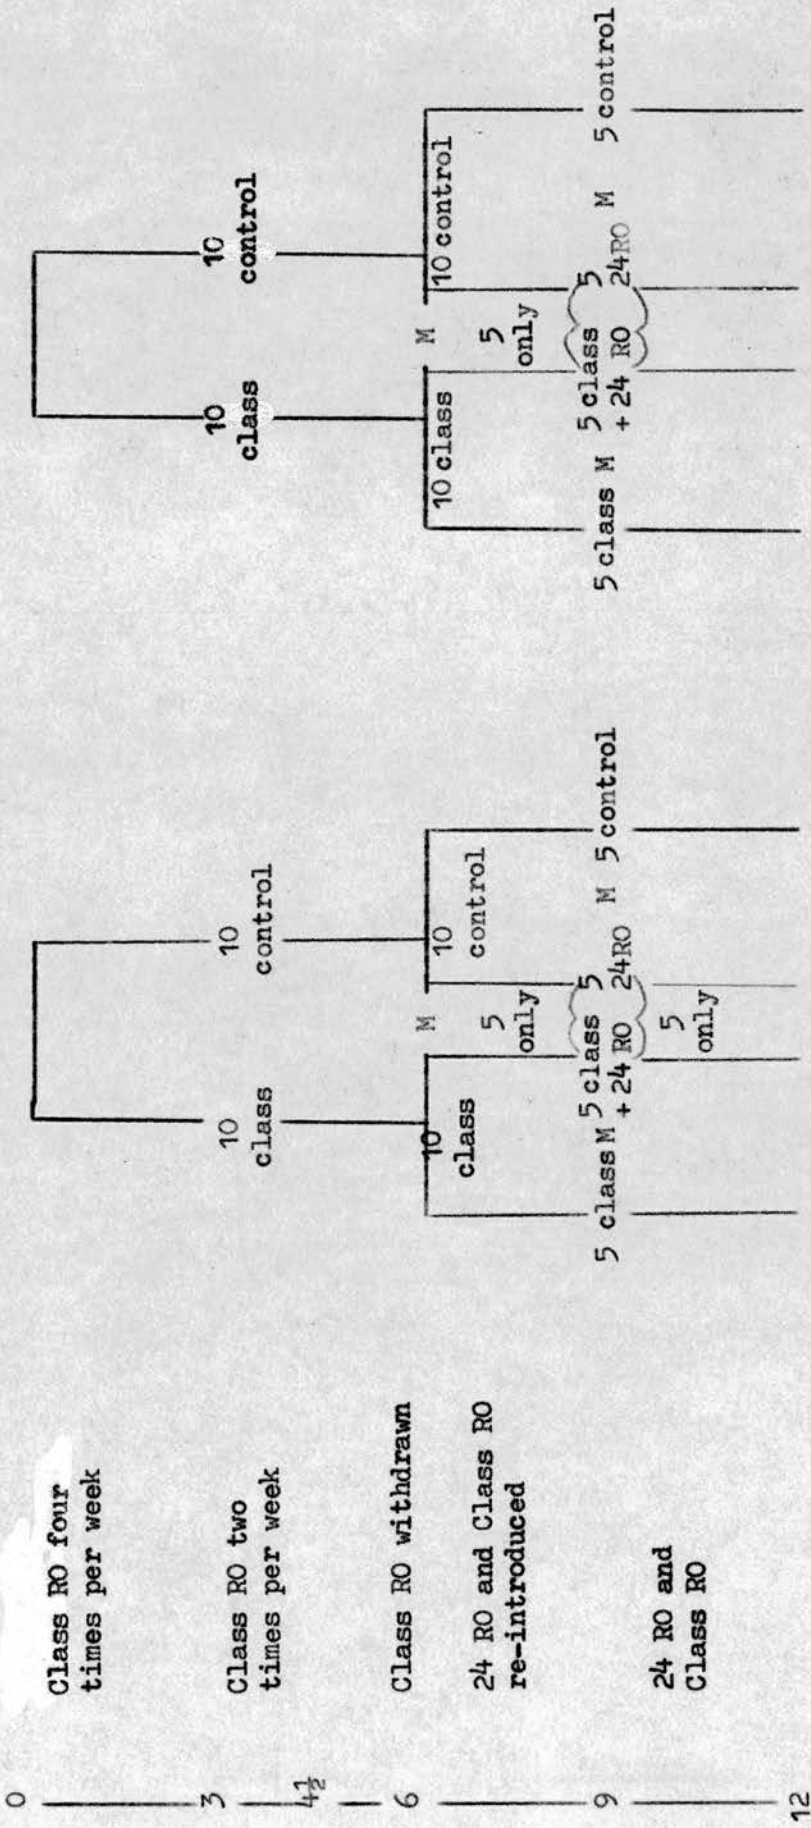 0
3
4½
6
9
12
Class RO four
times per week
Class RO two
times per week
Class RO withdrawn
24 RO and Class RO
re-introduced
24 RO and
Class RO
10
class
10
control
M
10
class
10
control
5
only
5 class M 5 class 5 M 5 control
+ 24 RO 24RO
5
only
10
class
10
control
M
10 class
10 control
5
only
5 class M 5 class 5 M 5 control
+ 24 RO 24RO